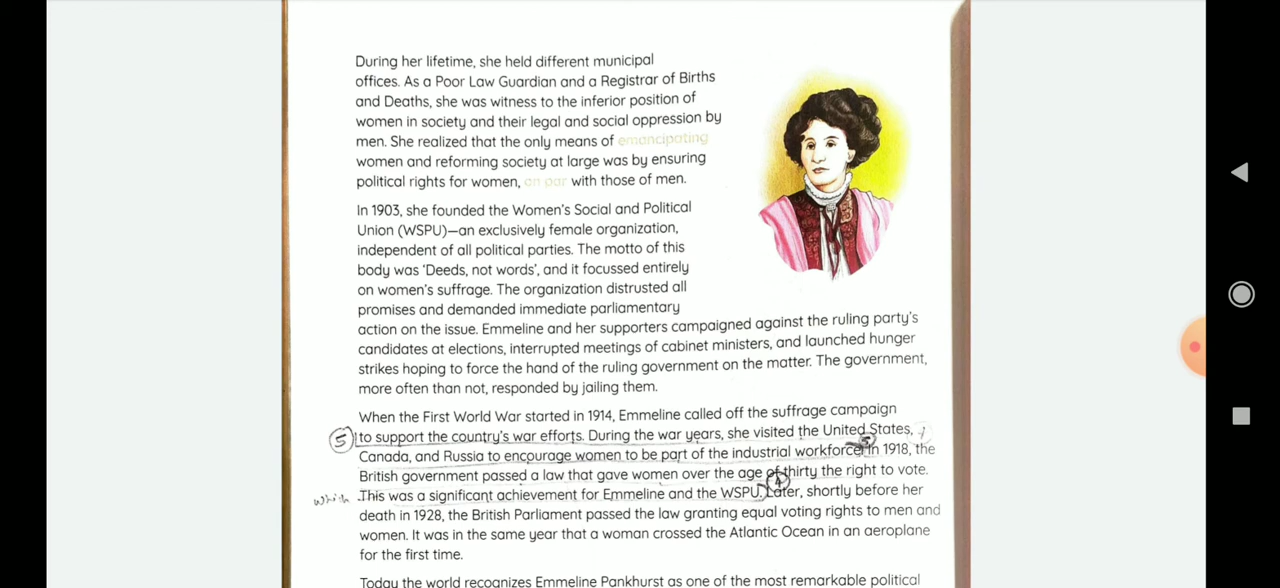 During her lifetime, she held different municipal
offices. As a Poor Law Guardian and a Registrar of Births
and Deaths, she was witness to the inferior position of
women in society and their legal and social oppression by
men. She realized that the only means of emancipating
women and reforming society at large was by ensuring
political rights for women, on par with those of men.
In 1903, she founded the Women's Social and Political
Union (WSPU)—an exclusively female organization,
independent of all political parties. The motto of this
body was 'Deeds, not words', and it focussed entirely
on women's suffrage. The organization distrusted all
promises and demanded immediate parliamentary
action on the issue. Emmeline and her supporters campaigned against the ruling party's
candidates at elections, interrupted meetings of cabinet ministers, and launched hunger
strikes hoping to force the hand of the ruling government on the matter. The government,
more often than not, responded by jailing them.
When the First World War started in 1914, Emmeline called off the suffrage campaign
5 to support the country's war efforts. During the war years, she visited the United States,
Canada, and Russia to encourage women to be part of the industrial workforce. 5 In 1918, the
British government passed a law that gave women over the age of thirty the right to vote.
which This was a significant achievement for Emmeline and the WSPU. 4 Later, shortly before her
death in 1928, the British Parliament passed the law granting equal voting rights to men and
women. It was in the same year that a woman crossed the Atlantic Ocean in an aeroplane
for the first time.
Today the world recognizes Emmeline Pankhurst as one of the most remarkable political